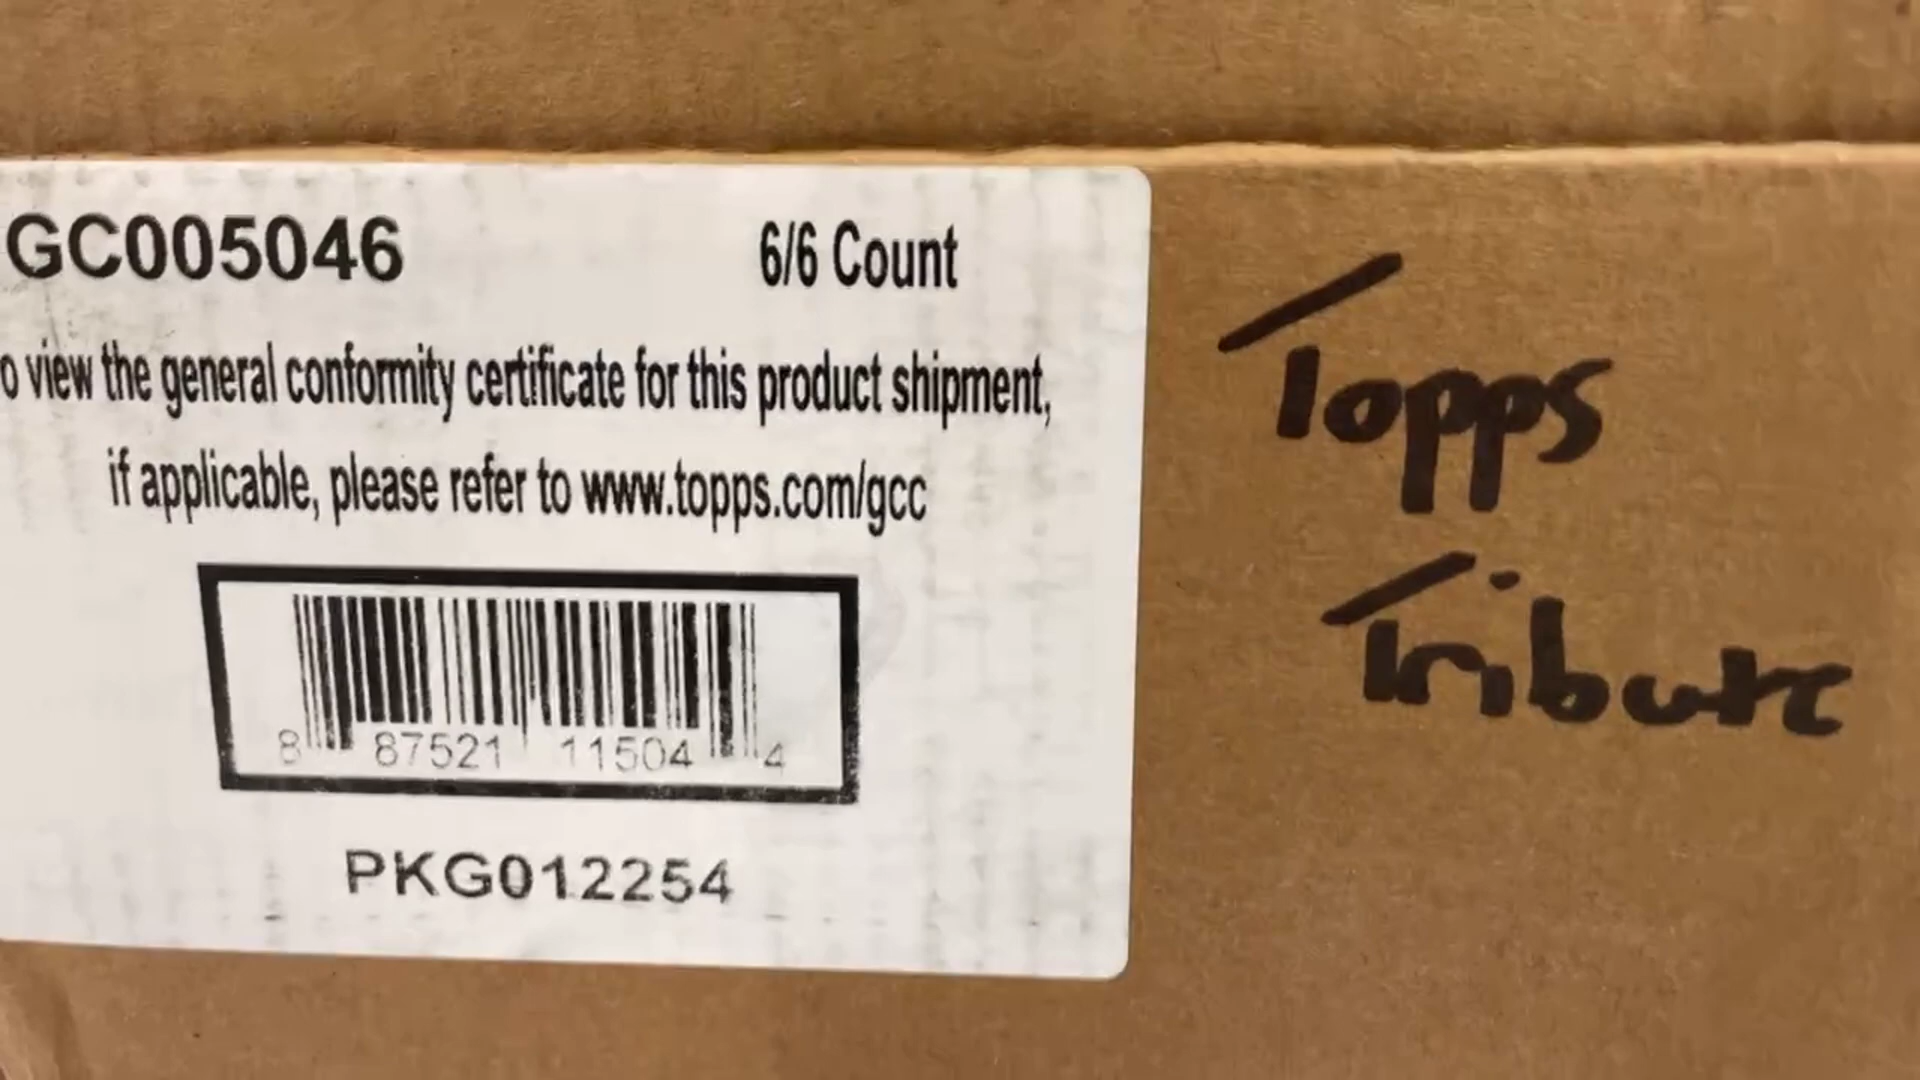 GC005046
6/6 Count
o view the general conformity certificate for this product shipment,
if applicable, please refer to www.topps.com/gcc
8 87521 11504 4
PKG012254
Topps
Tribute